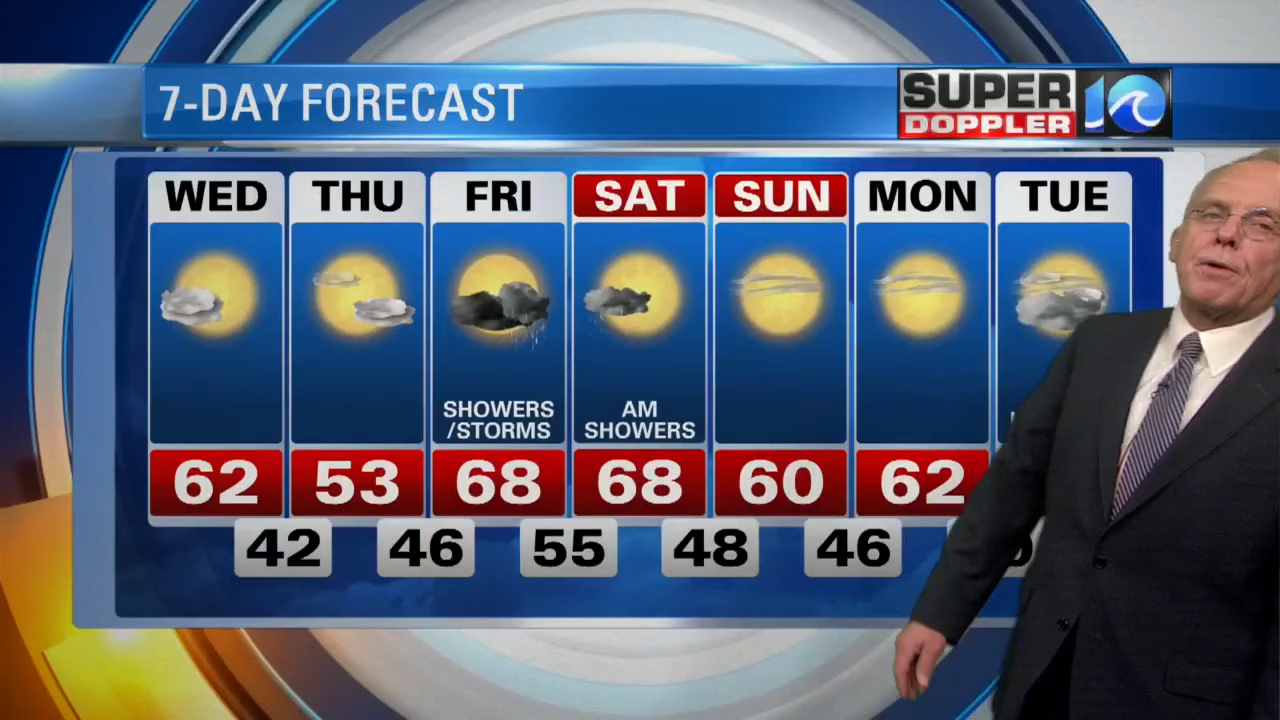 7-DAY FORECAST
SUPER
DOPPLER
10
WED THU FRI SAT SUN MON TUE
SHOWERS
/STORMS
AM
SHOWERS
62 53 68 68 60 62
42 46 55 48 46